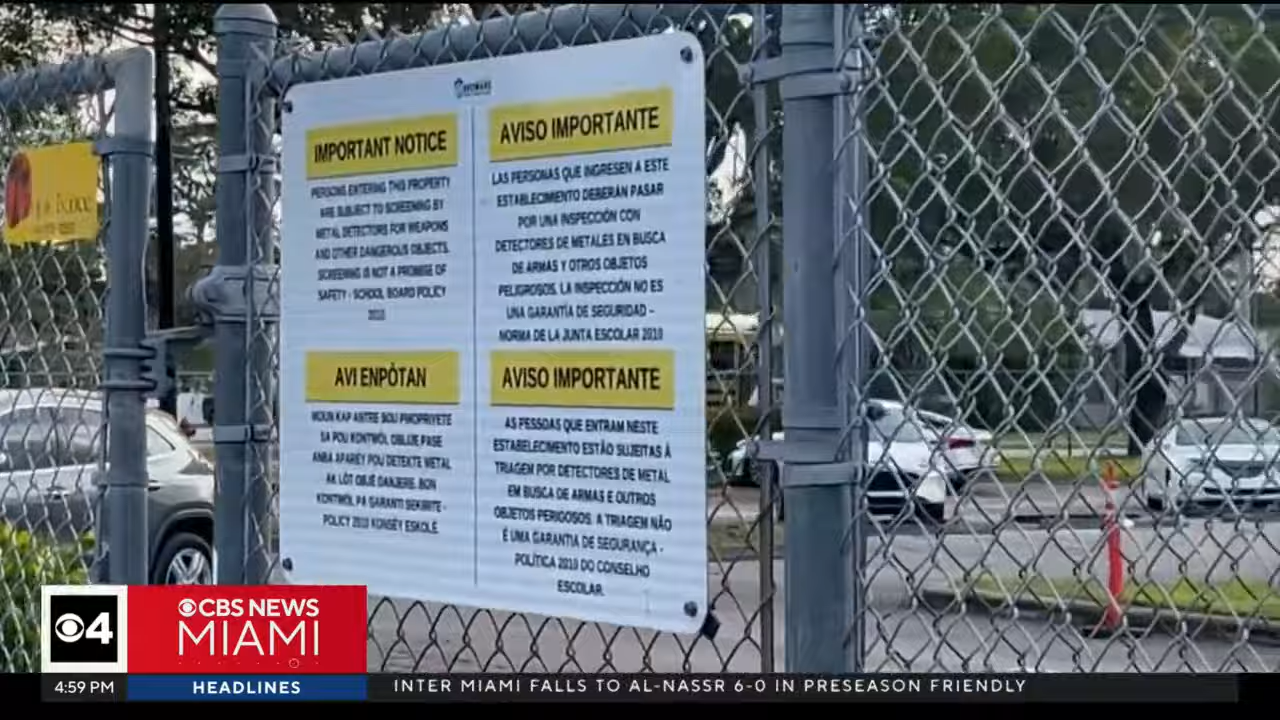 BROWARD
IMPORTANT NOTICE
PERSONS ENTERING THIS PROPERTY
ARE SUBJECT TO SCREENING BY
METAL DETECTORS FOR WEAPONS
AND OTHER DANGEROUS OBJECTS.
SCREENING IS NOT A PROMISE OF
SAFETY - SCHOOL BOARD POLICY
2010
AVISO IMPORTANTE
LAS PERSONAS QUE INGRESEN A ESTE
ESTABLECIMIENTO DEBERÁN PASAR
POR UNA INSPECCIÓN CON
DETECTORES DE METALES EN BUSCA
DE ARMAS Y OTROS OBJETOS
PELIGROSOS. LA INSPECCIÓN NO ES
UNA GARANTÍA DE SEGURIDAD -
NORMA DE LA JUNTA ESCOLAR 2010
AVI ENPÒTAN
MOUN KAP ANTRE SOU PWOPRIYETE
SA POU KONTWÒL OBLIJE PASE
ANBA APAREY POU DETEKTE METAL
AK LÒT OBJÈ DANJERE. BON
KONTWÒL PA GARANTI SEKIRITE -
POLICY 2010 KONSÈY ESKOLÈ
AVISO IMPORTANTE
AS PESSOAS QUE ENTRAM NESTE
ESTABELECIMENTO ESTÃO SUJEITAS À
TRIAGEM POR DETECTORES DE METAL
EM BUSCA DE ARMAS E OUTROS
OBJETOS PERIGOSOS. A TRIAGEM NÃO
É UMA GARANTIA DE SEGURANÇA -
POLÍTICA 2010 DO CONSELHO
ESCOLAR.
4
CBS NEWS
MIAMI
4:59 PM
HEADLINES
INTER MIAMI FALLS TO AL-NASSR 6-0 IN PRESEASON FRIENDLY